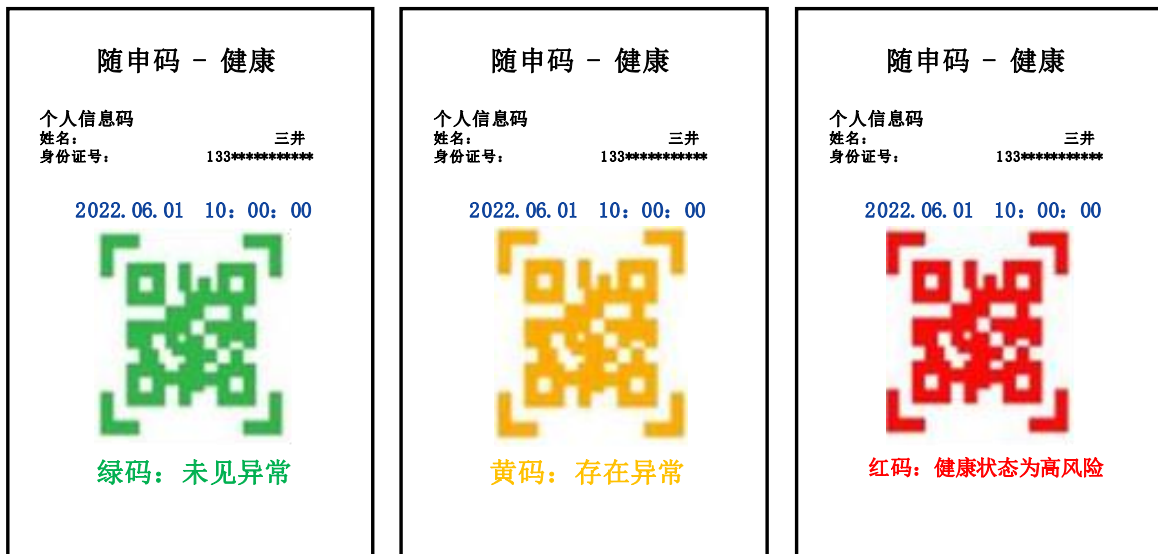 随申码 - 健康
个人信息码
姓名: 三井
身份证号: 133***********
2022.06.01 10: 00: 00
绿码: 未见异常
随申码 - 健康
个人信息码
姓名: 三井
身份证号: 133***********
2022.06.01 10: 00: 00
黄码: 存在异常
随申码 - 健康
个人信息码
姓名: 三井
身份证号: 133***********
2022.06.01 10: 00: 00
红码: 健康状态为高风险